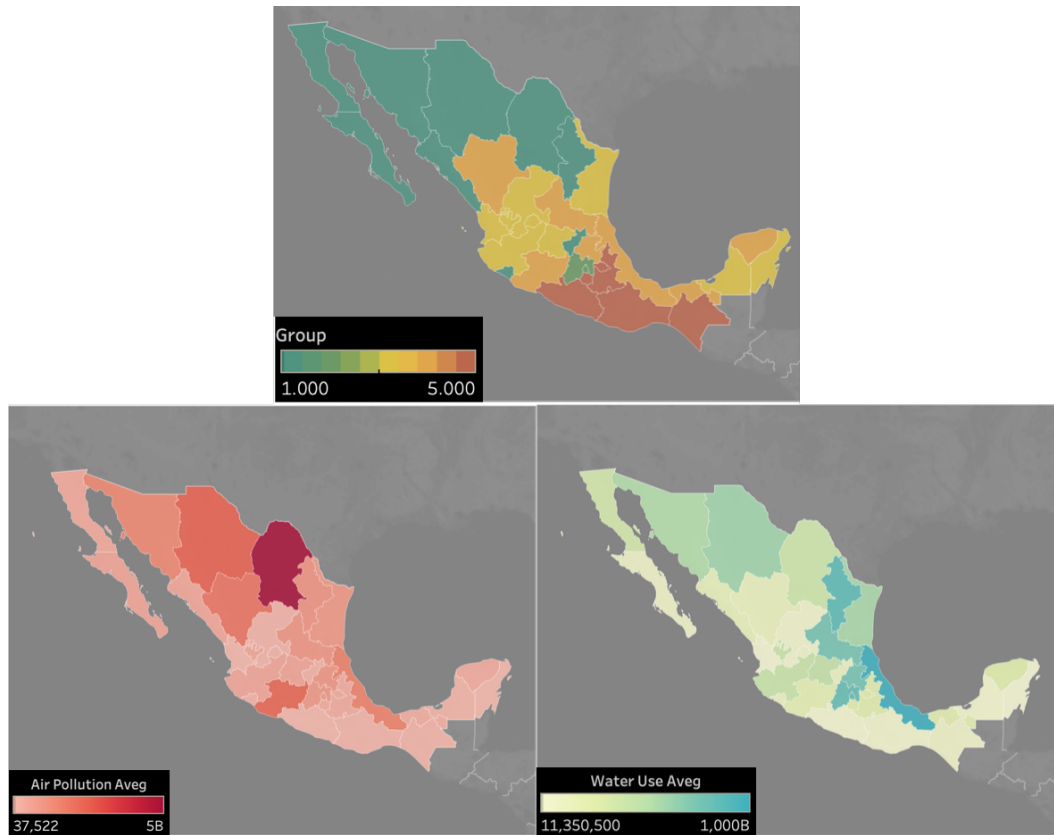 Group
1.000 5.000
Air Pollution Aveg
37,522 5B
Water Use Aveg
11,350,500 1,000B